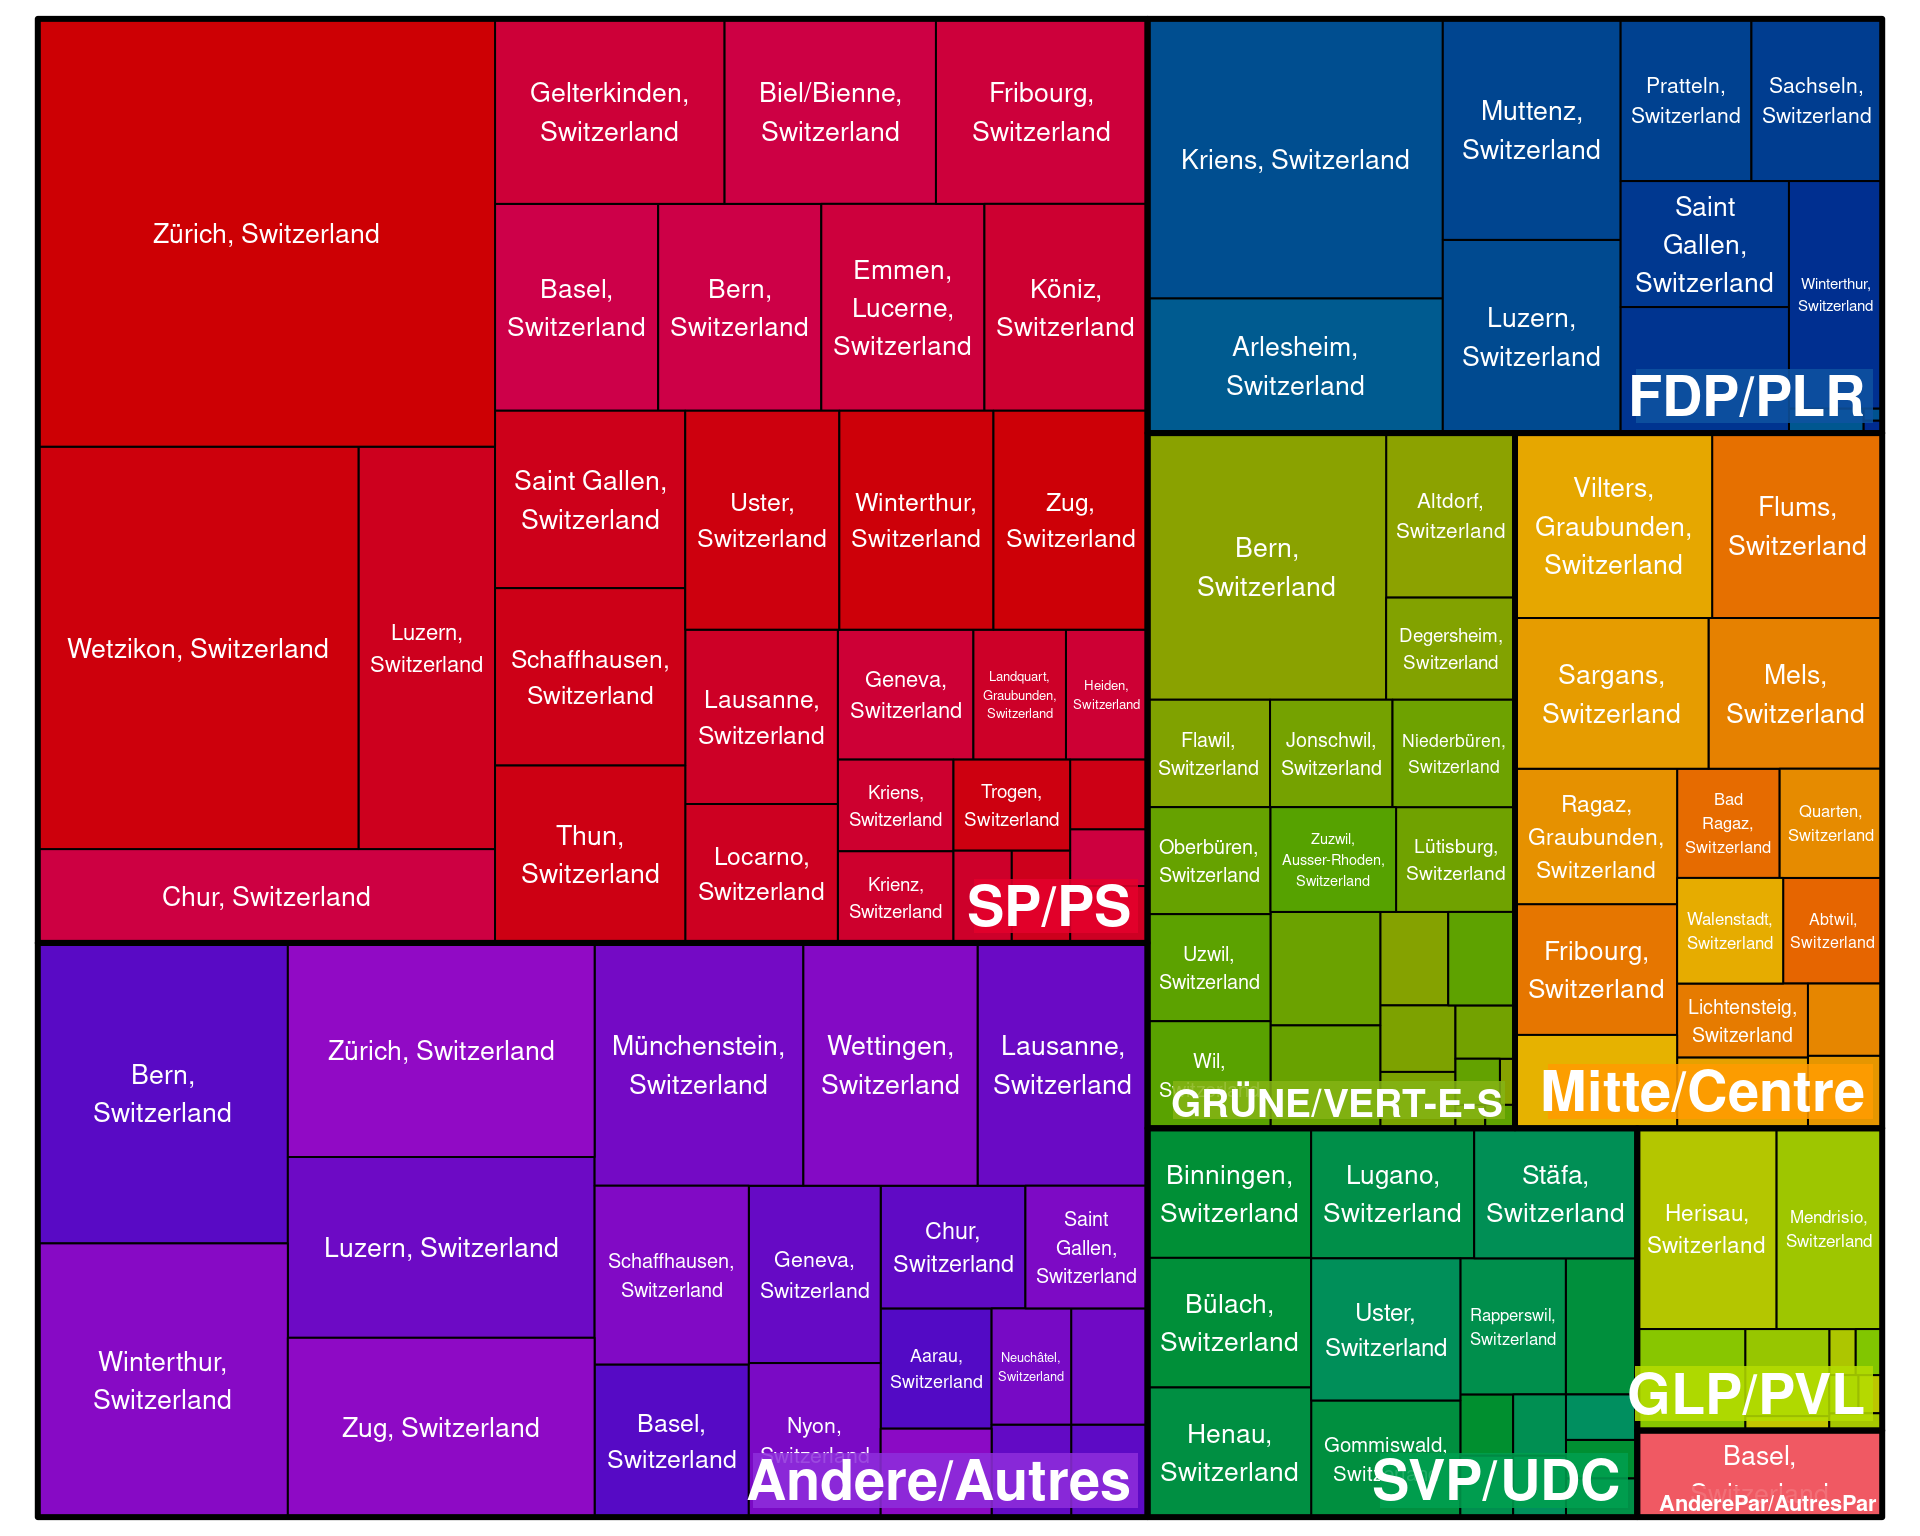 Zürich, Switzerland
Gelterkinden,
Switzerland
Biel/Bienne,
Switzerland
Fribourg,
Switzerland
Basel,
Switzerland
Bern,
Switzerland
Emmen,
Lucerne,
Switzerland
Köniz,
Switzerland
Wetzikon, Switzerland
Luzern,
Switzerland
Chur, Switzerland
Saint Gallen,
Switzerland
Uster,
Switzerland
Winterthur,
Switzerland
Zug,
Switzerland
Schaffhausen,
Switzerland
Lausanne,
Switzerland
Geneva,
Switzerland
Landquart,
Graubunden,
Switzerland
Heiden,
Switzerland
Thun,
Switzerland
Locarno,
Switzerland
Kriens,
Switzerland
Trogen,
Switzerland
Krienz,
Switzerland
SP/PS
Kriens, Switzerland
Muttenz,
Switzerland
Pratteln,
Switzerland
Sachseln,
Switzerland
Arlesheim,
Switzerland
Luzern,
Switzerland
Saint
Gallen,
Switzerland
Winterthur,
Switzerland
FDP/PLR
Bern,
Switzerland
Altdorf,
Switzerland
Degersheim,
Switzerland
Flawil,
Switzerland
Jonschwil,
Switzerland
Niederbüren,
Switzerland
Oberbüren,
Switzerland
Zuzwil,
Ausser-Rhoden,
Switzerland
Lütisburg,
Switzerland
Uzwil,
Switzerland
Wil,
Switzerland
GRÜNE/VERT-E-S
Vilters,
Graubunden,
Switzerland
Flums,
Switzerland
Sargans,
Switzerland
Mels,
Switzerland
Ragaz,
Graubunden,
Switzerland
Bad
Ragaz,
Switzerland
Quarten,
Switzerland
Fribourg,
Switzerland
Walenstadt,
Switzerland
Abtwil,
Switzerland
Lichtensteig,
Switzerland
Mitte/Centre
Bern,
Switzerland
Zürich, Switzerland
Münchenstein,
Switzerland
Wettingen,
Switzerland
Lausanne,
Switzerland
Luzern, Switzerland
Winterthur,
Switzerland
Zug, Switzerland
Schaffhausen,
Switzerland
Geneva,
Switzerland
Chur,
Switzerland
Saint
Gallen,
Switzerland
Basel,
Switzerland
Nyon,
Switzerland
Aarau,
Switzerland
Neuchâtel,
Switzerland
Andere/Autres
Binningen,
Switzerland
Lugano,
Switzerland
Stäfa,
Switzerland
Bülach,
Switzerland
Uster,
Switzerland
Rapperswil,
Switzerland
Henau,
Switzerland
Gommiswald,
Switzerland
SVP/UDC
Herisau,
Switzerland
Mendrisio,
Switzerland
GLP/PVL
Basel,
Switzerland
AnderePar/AutresPar